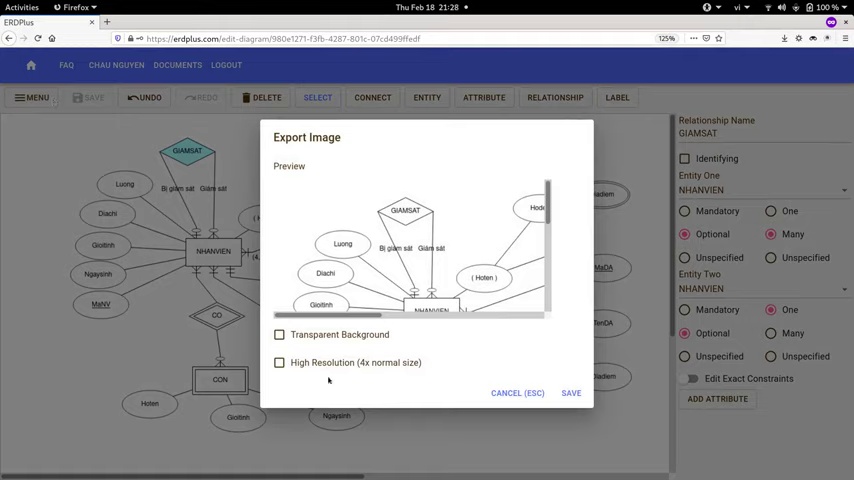 Activities
Firefox
Thu Feb 18 21:28
vi
100 %
ERDPlus
https://erdplus.com/edit-diagram/980e1271-f3fb-4287-801c-07cd499ffedf
125%
FAQ
CHAU NGUYEN
DOCUMENTS
LOGOUT
MENU
SAVE
UNDO
REDO
DELETE
SELECT
CONNECT
ENTITY
ATTRIBUTE
RELATIONSHIP
LABEL
GIAMSAT
Luong
Bị giám sát
Giám sát
Diachi
Gioitinh
NHANVIEN
Ngaysinh
MaNV
CO
CON
Hoten
Gioitinh
Ngaysinh
Export Image
Preview
GIAMSAT
Hode
Luong
Bị giám sát
Giám sát
Diachi
( Hoten )
Gioitinh
NHANVIEN
Transparent Background
High Resolution (4x normal size)
CANCEL (ESC)
SAVE
MaDA
TenDA
Relationship Name
GIAMSAT
Identifying
Entity One
NHANVIEN
Mandatory
One
Optional
Many
Unspecified
Entity Two
NHANVIEN
Mandatory
One
Optional
Many
Unspecified
Edit Exact Constraints
ADD ATTRIBUTE